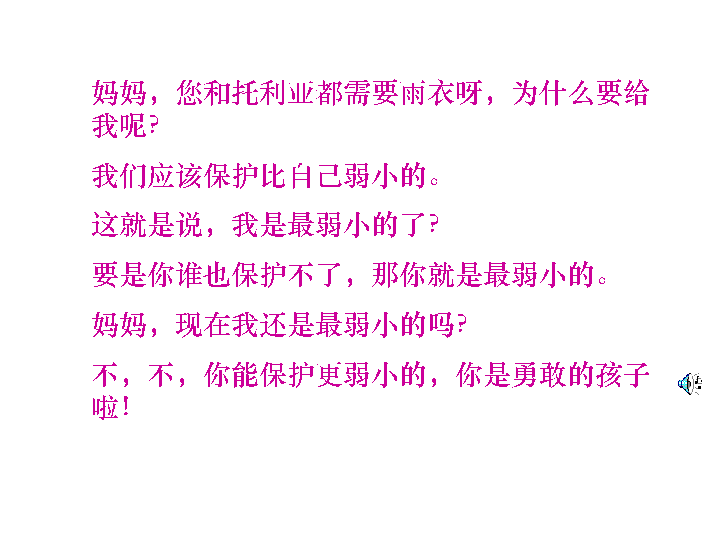 妈妈，您和托利亚都需要雨衣呀，为什么要给
我呢？
我们应该保护比自己弱小的。
这就是说，我是最弱小的了？
要是你谁也保护不了，那你就是最弱小的。
妈妈，现在我还是最弱小的吗？
不，不，你能保护更弱小的，你是勇敢的孩子
啦！